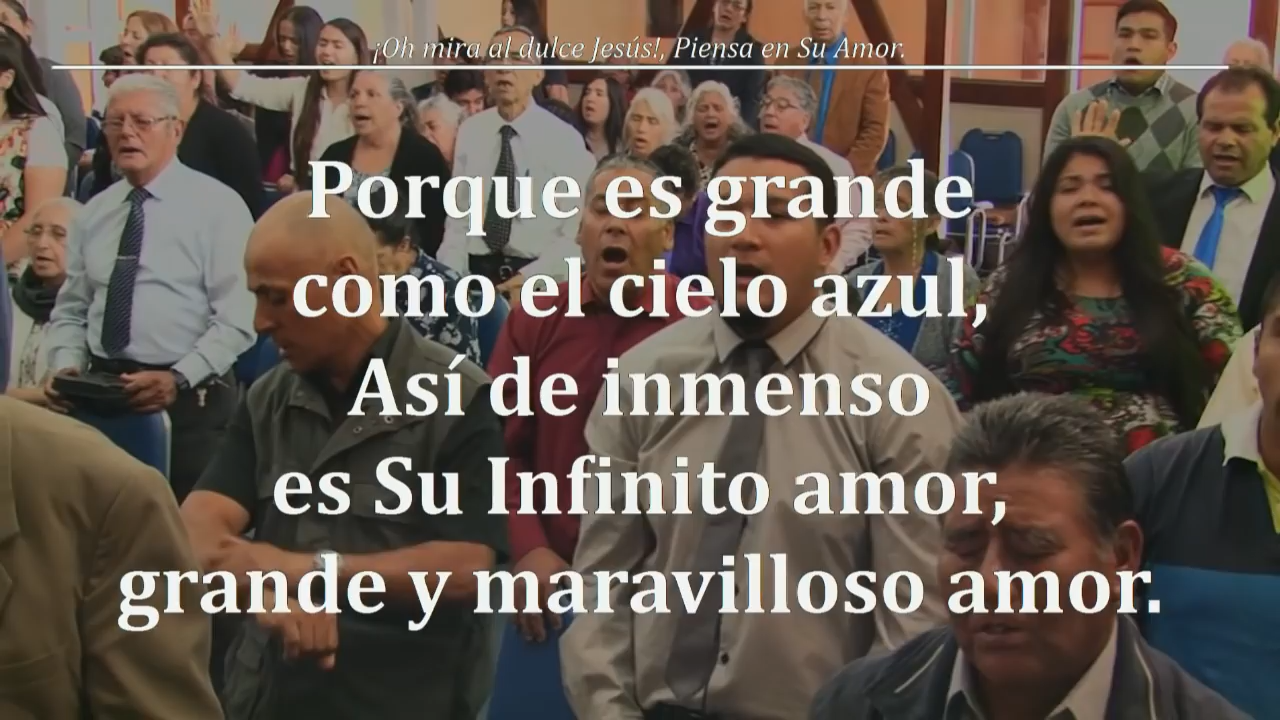 ¡Oh mira al dulce Jesús!, Piensa en Su Amor.
Porque es grande
como el cielo azul,
Así de inmenso
es Su Infinito amor,
grande y maravilloso amor.